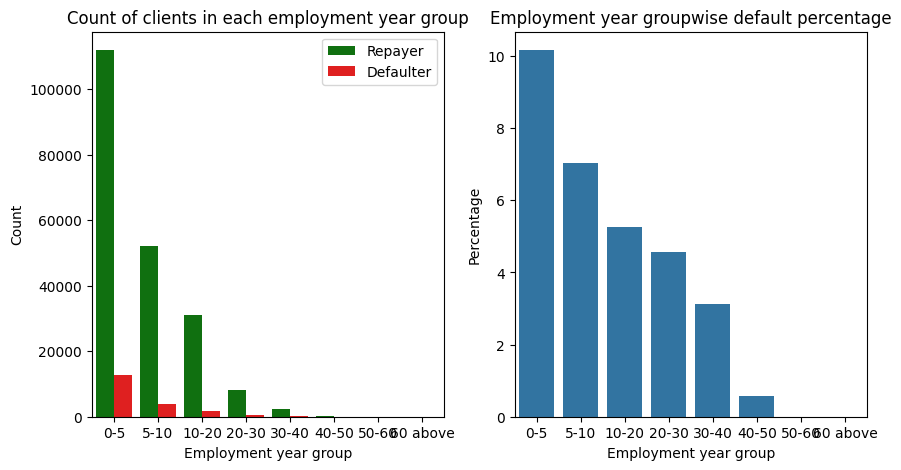 Count of clients in each employment year group
Repayer
Defaulter
100000
80000
60000
40000
20000
0
Count
0-5 5-10 10-20 20-30 30-40 40-50 50-60 60 above
Employment year group
Employment year groupwise default percentage
10
8
6
4
2
0
Percentage
0-5 5-10 10-20 20-30 30-40 40-50 50-60 60 above
Employment year group